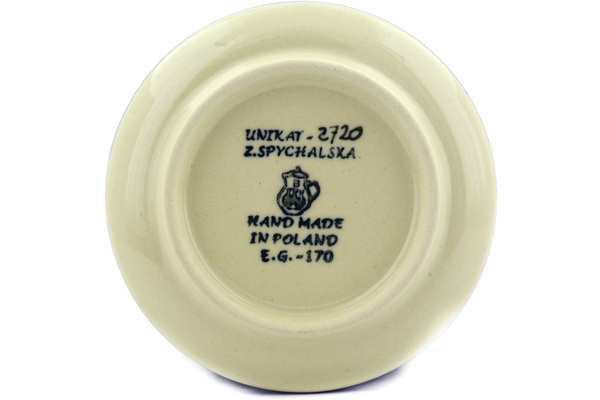 UNIKAT - 2720
Z.SPYCHALSKA
B
HAND MADE
IN POLAND
E.G.-170